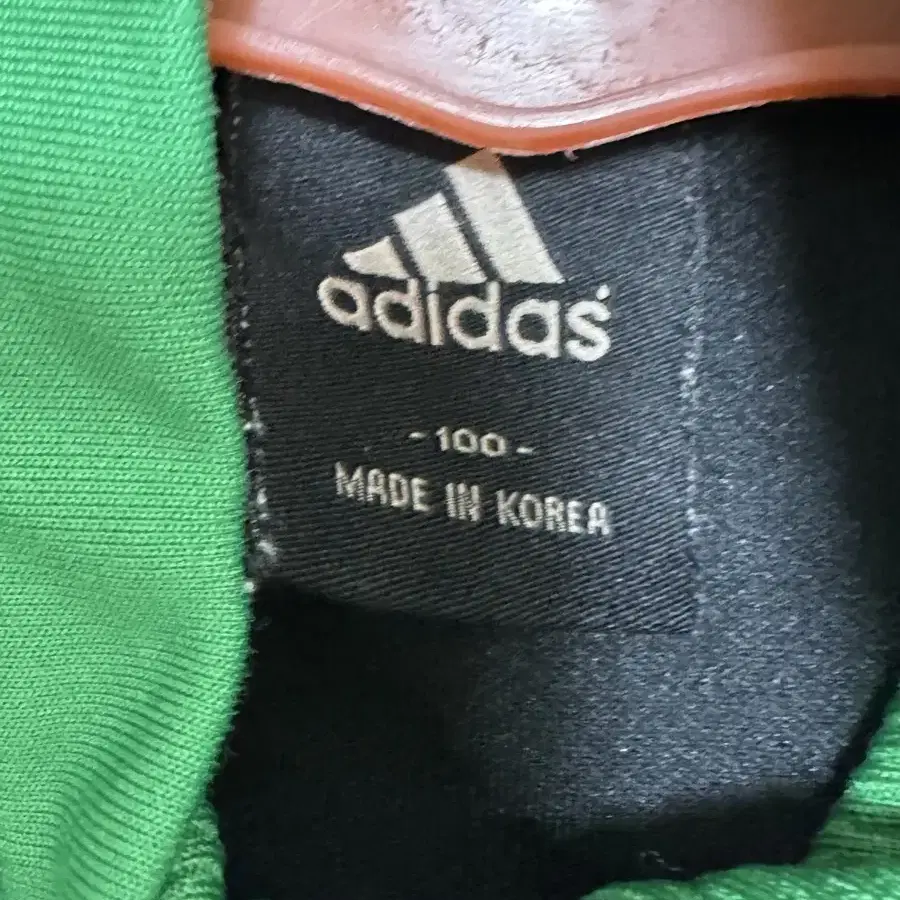 adidas
- 100 -
MADE IN KOREA